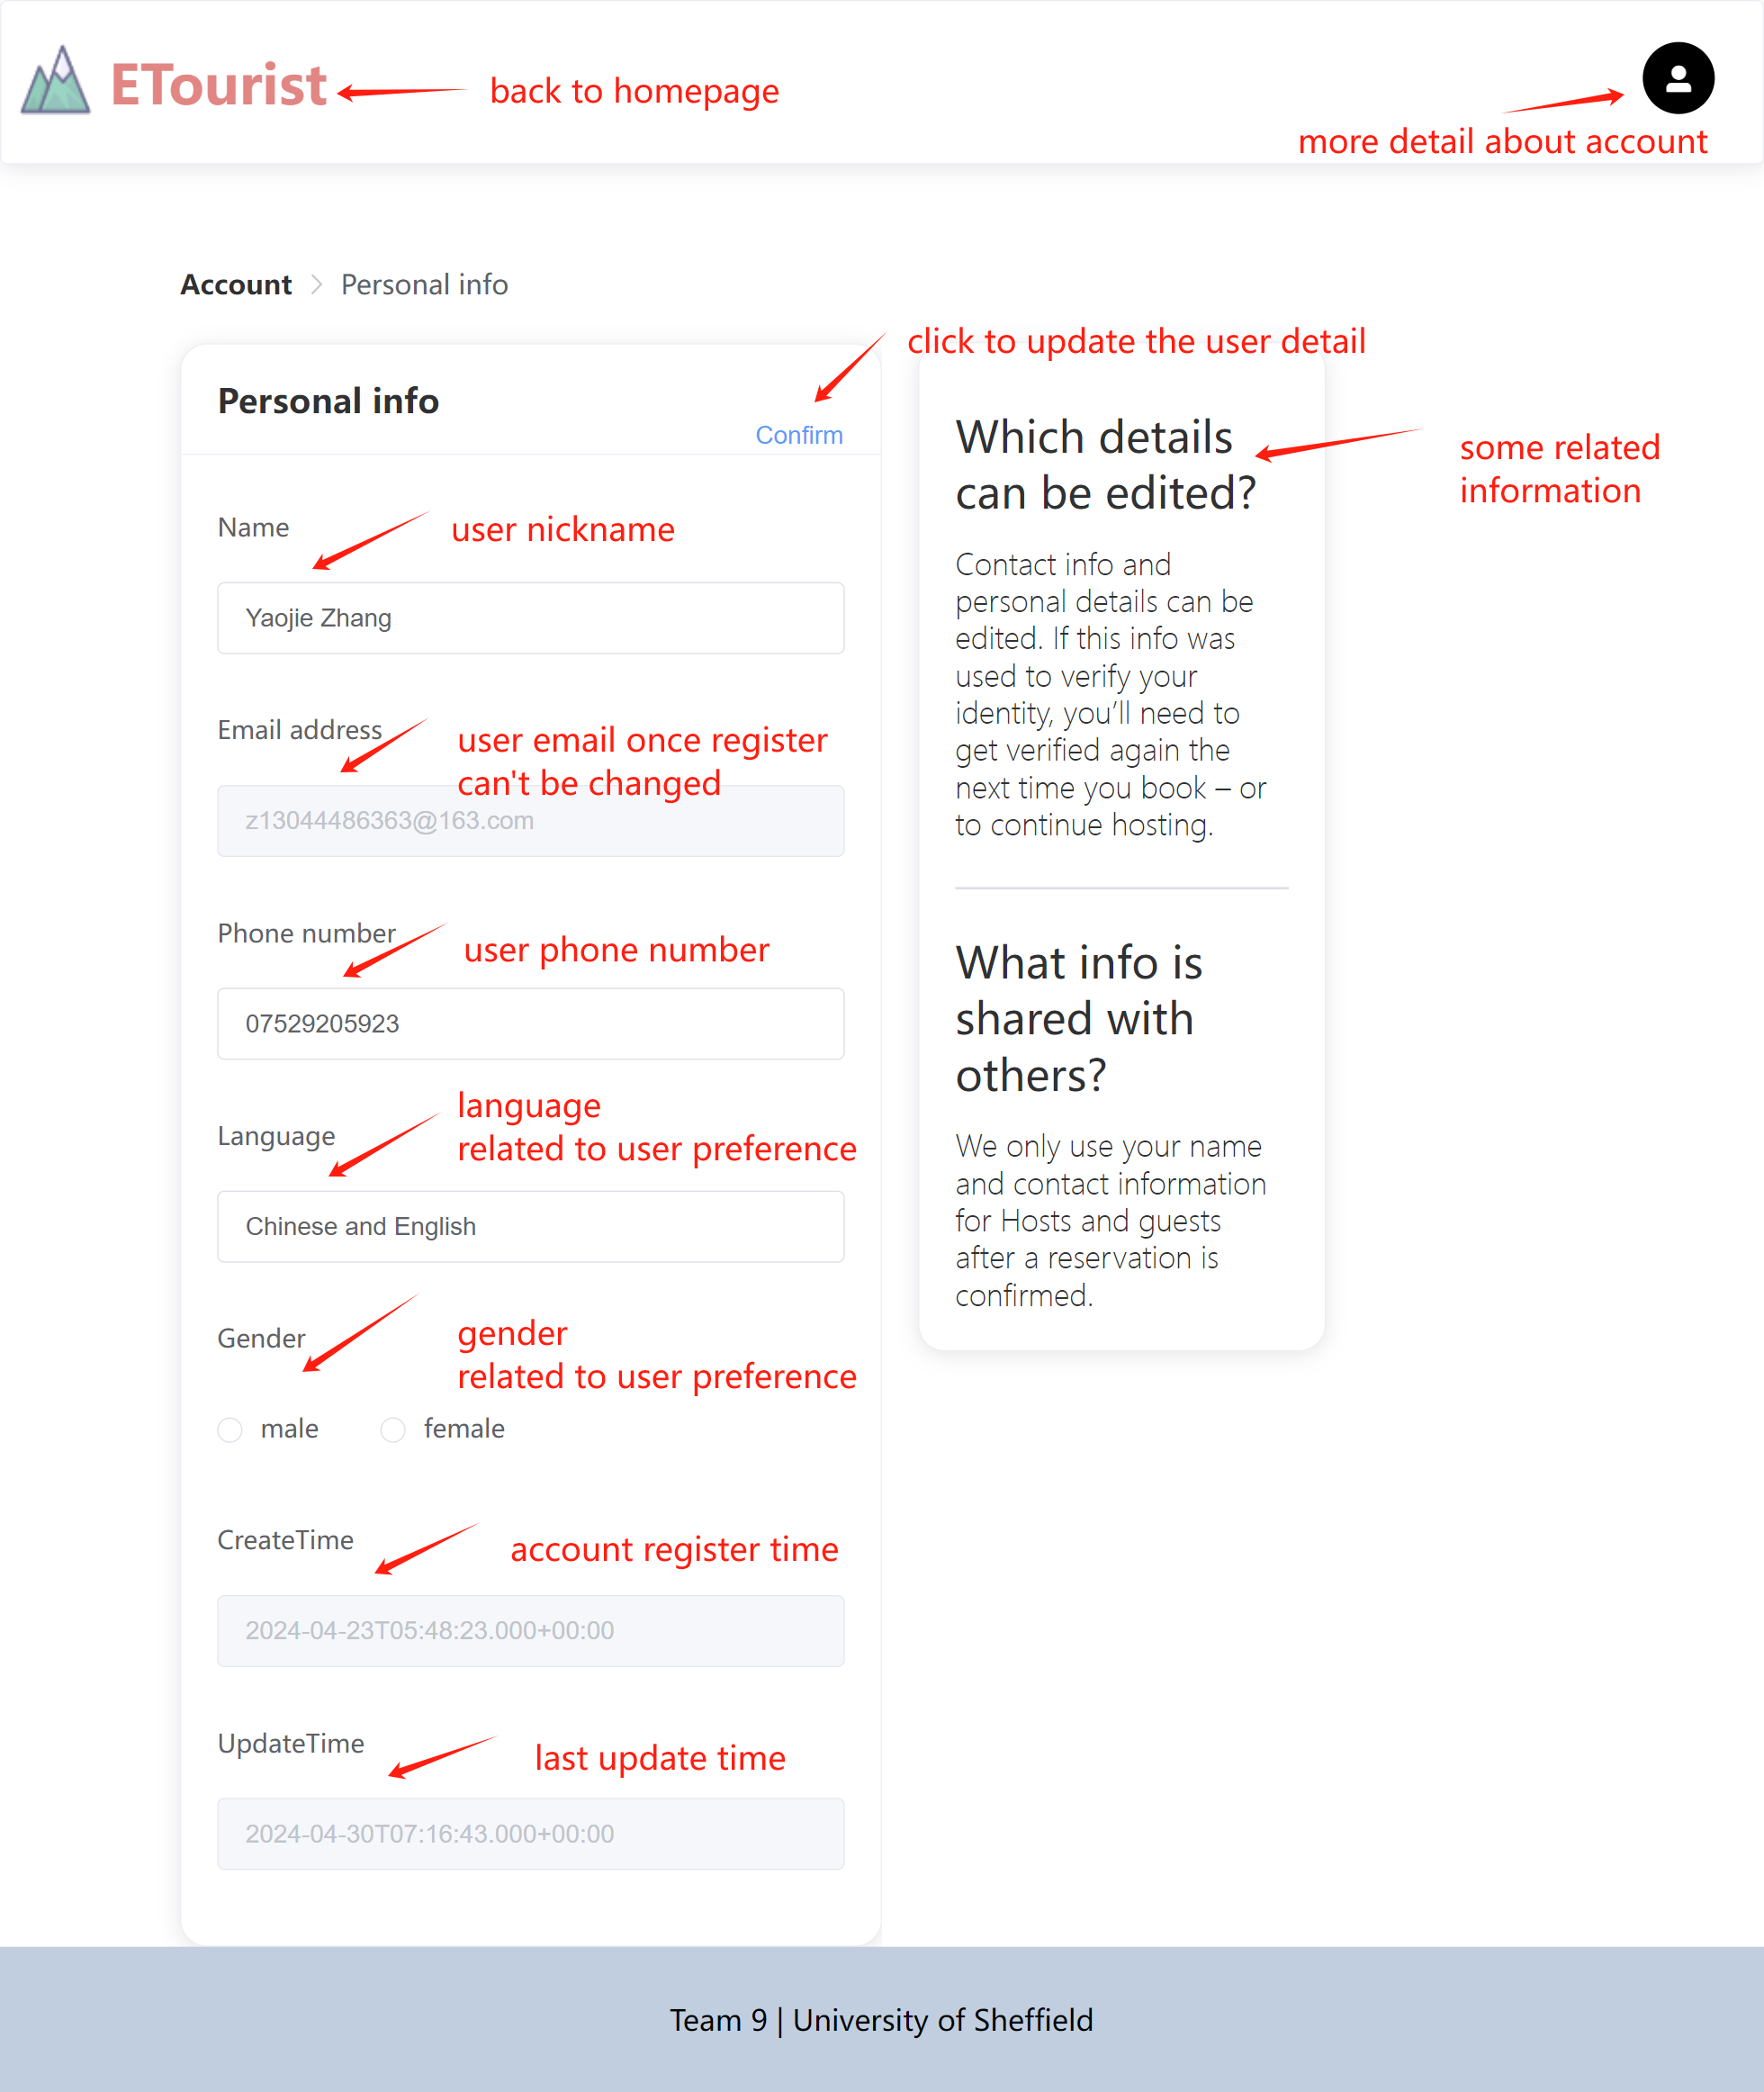 ETourist
back to homepage
more detail about account
Account > Personal info
click to update the user detail
Personal info
Confirm
Name
user nickname
Yaojie Zhang
Email address
user email once register
can't be changed
z13044486363@163.com
Phone number
user phone number
07529205923
Language
language
related to user preference
Chinese and English
Gender
gender
related to user preference
male
female
CreateTime
account register time
2024-04-23T05:48:23.000+00:00
UpdateTime
last update time
2024-04-30T07:16:43.000+00:00
Which details
can be edited?
some related
information
Contact info and
personal details can be
edited. If this info was
used to verify your
identity, you’ll need to
get verified again the
next time you book – or
to continue hosting.
What info is
shared with
others?
We only use your name
and contact information
for Hosts and guests
after a reservation is
confirmed.
Team 9 | University of Sheffield